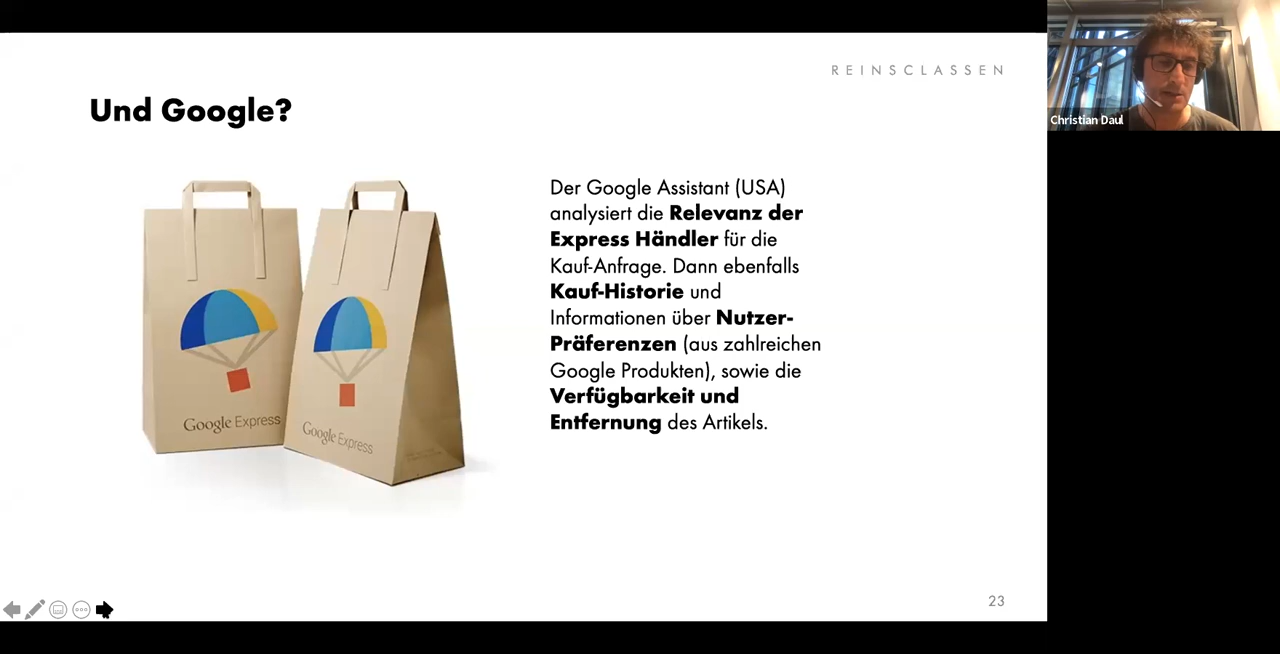 REINSCLASSEN
Und Google?
Der Google Assistant (USA)
analysiert die Relevanz der
Express Händler für die
Kauf-Anfrage. Dann ebenfalls
Kauf-Historie und
Informationen über Nutzer-
Präferenzen (aus zahlreichen
Google Produkten), sowie die
Verfügbarkeit und
Entfernung des Artikels.
Google Express
Google Express
23
Christian Daul